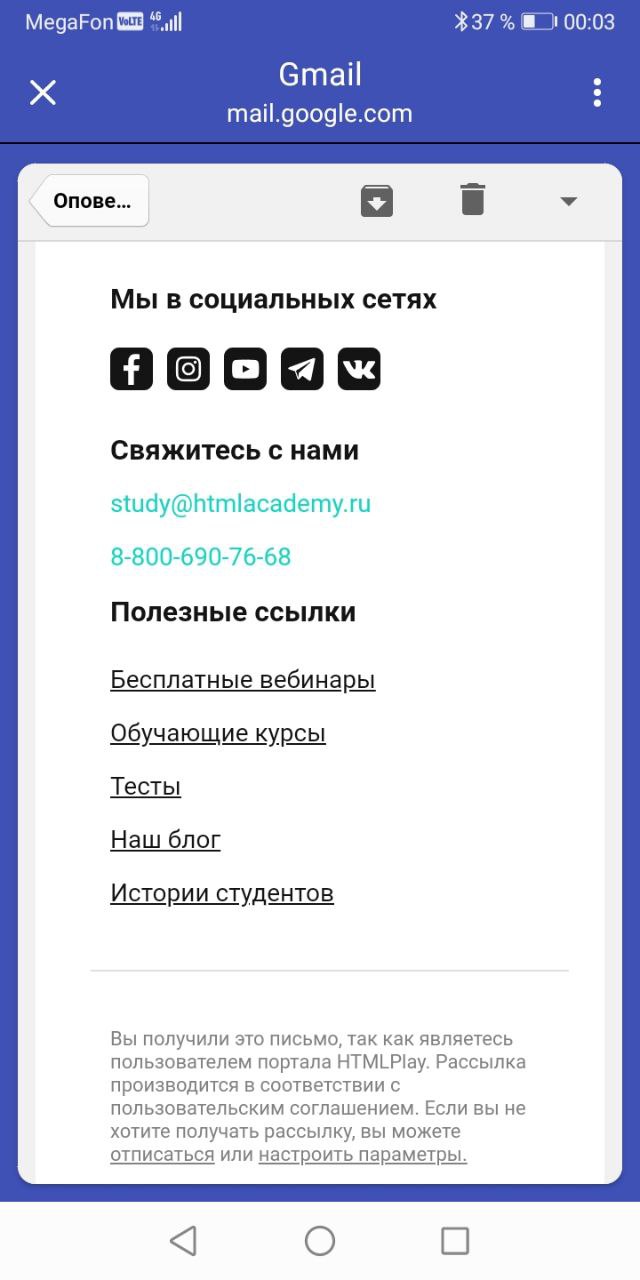 MegaFon VoLTE 4G 37 % 00:03
Gmail
mail.google.com
Опове...
Мы в социальных сетях
Свяжитесь с нами
study@htmlacademy.ru
8-800-690-76-68
Полезные ссылки
Бесплатные вебинары
Обучающие курсы
Тесты
Наш блог
Истории студентов
Вы получили это письмо, так как являетесь
пользователем портала HTMLPlay. Рассылка
производится в соответствии с
пользовательским соглашением. Если вы не
хотите получать рассылку, вы можете
отписаться или настроить параметры.